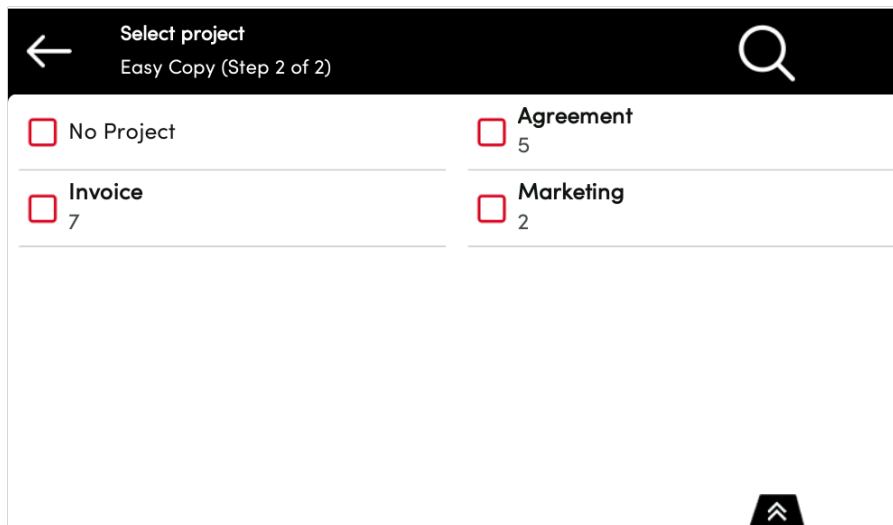 Select project
Easy Copy (Step 2 of 2)
No Project
Agreement
5
Invoice
7
Marketing
2